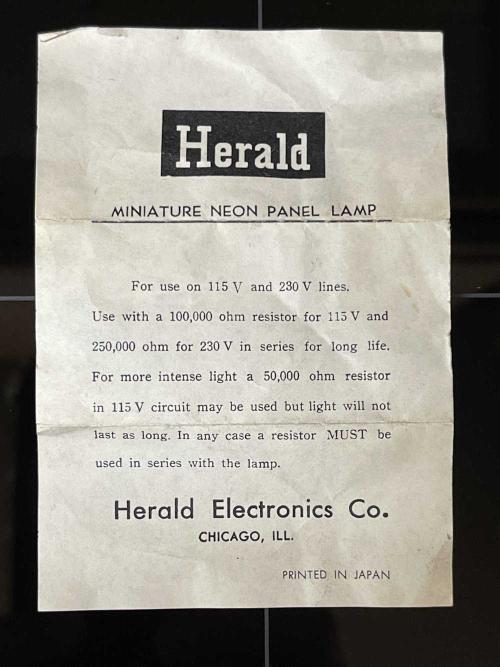 Herald
MINIATURE NEON PANEL LAMP
For use on 115 V and 230 V lines.
Use with a 100,000 ohm resistor for 115 V and
250,000 ohm for 230 V in series for long life.
For more intense light a 50,000 ohm resistor
in 115 V circuit may be used but light will not
last as long. In any case a resistor MUST be
used in series with the lamp.
Herald Electronics Co.
CHICAGO, ILL.
PRINTED IN JAPAN